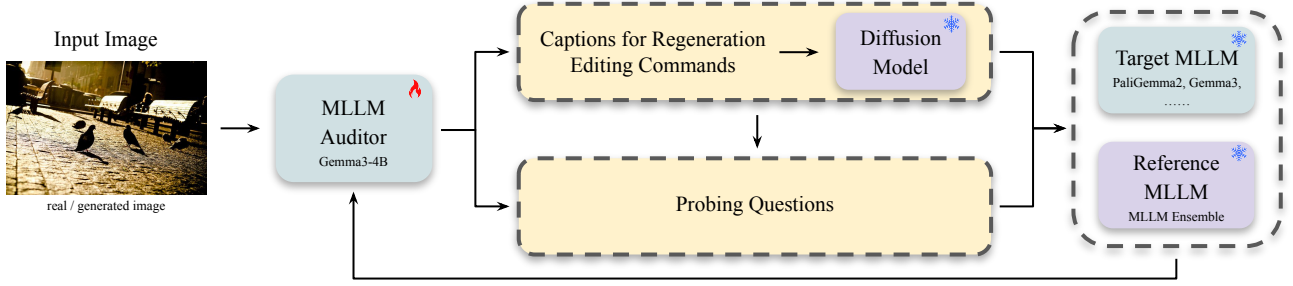 Input Image
real / generated image
MLLM
Auditor
Gemma3-4B
Captions for Regeneration
Editing Commands
Diffusion
Model
Probing Questions
Target MLLM
PaliGemma2, Gemma3,
……
Reference
MLLM
MLLM Ensemble